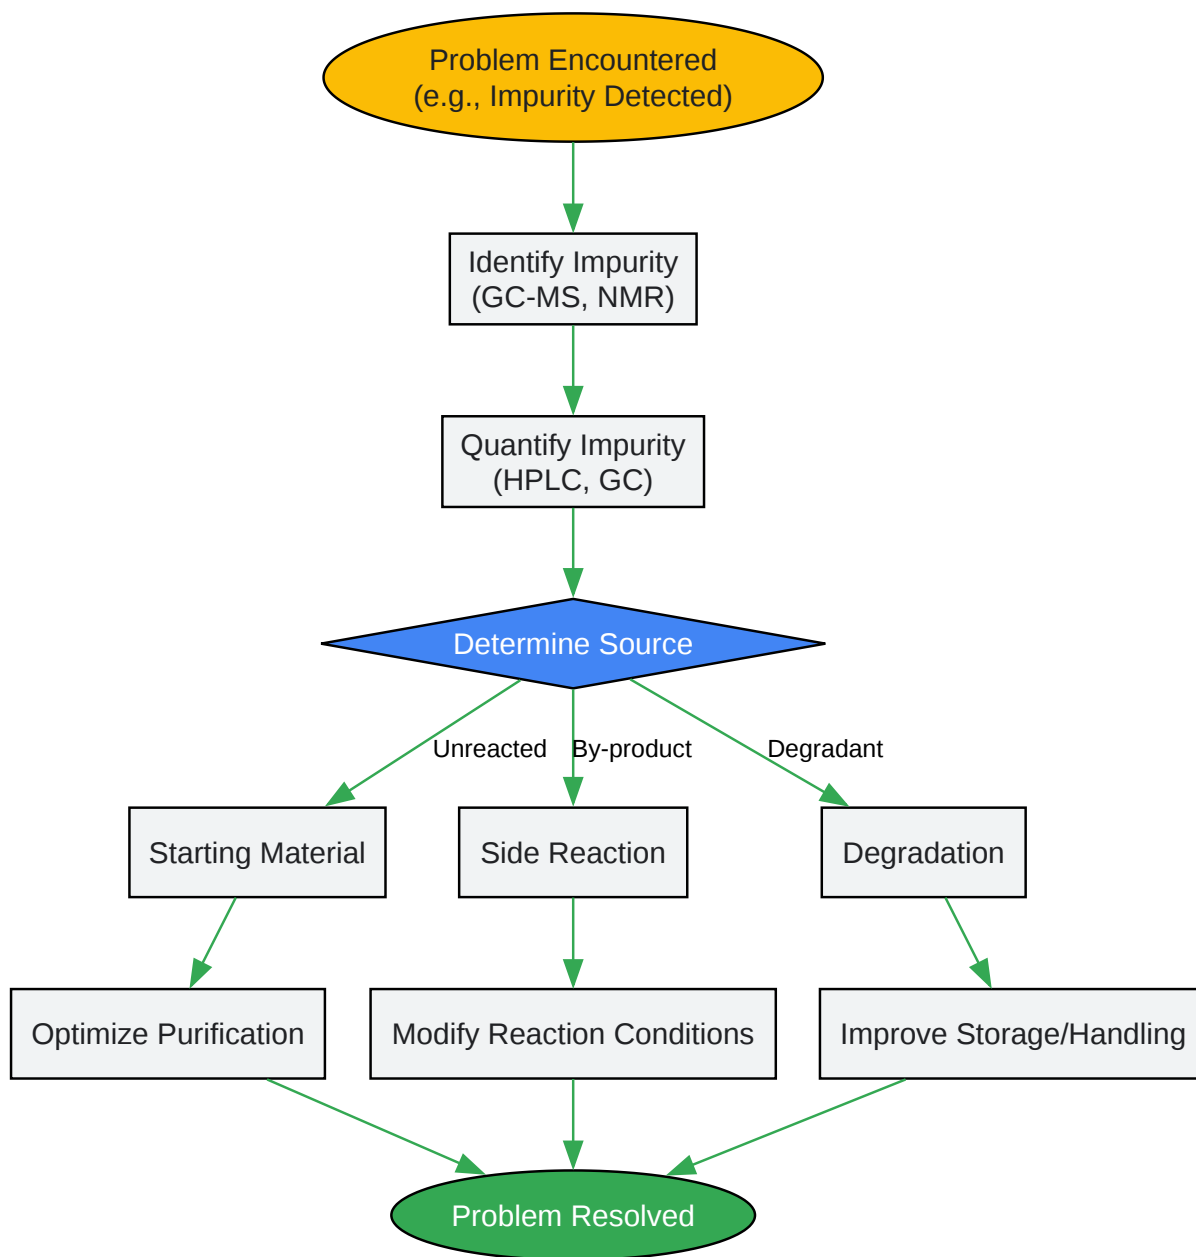 Problem Encountered
(e.g., Impurity Detected)
Identify Impurity
(GC-MS, NMR)
Quantify Impurity
(HPLC, GC)
Determine Source
Unreacted
By-product
Degradant
Starting Material
Side Reaction
Degradation
Optimize Purification
Modify Reaction Conditions
Improve Storage/Handling
Problem Resolved